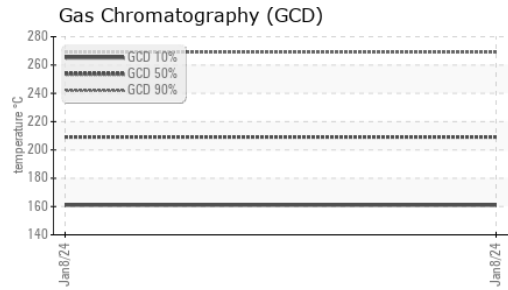 Gas Chromatography (GCD)
280
260
240
220
200
180
160
140
temperature °C
GCD 10%
GCD 50%
GCD 90%
Jan8/24
Jan8/24